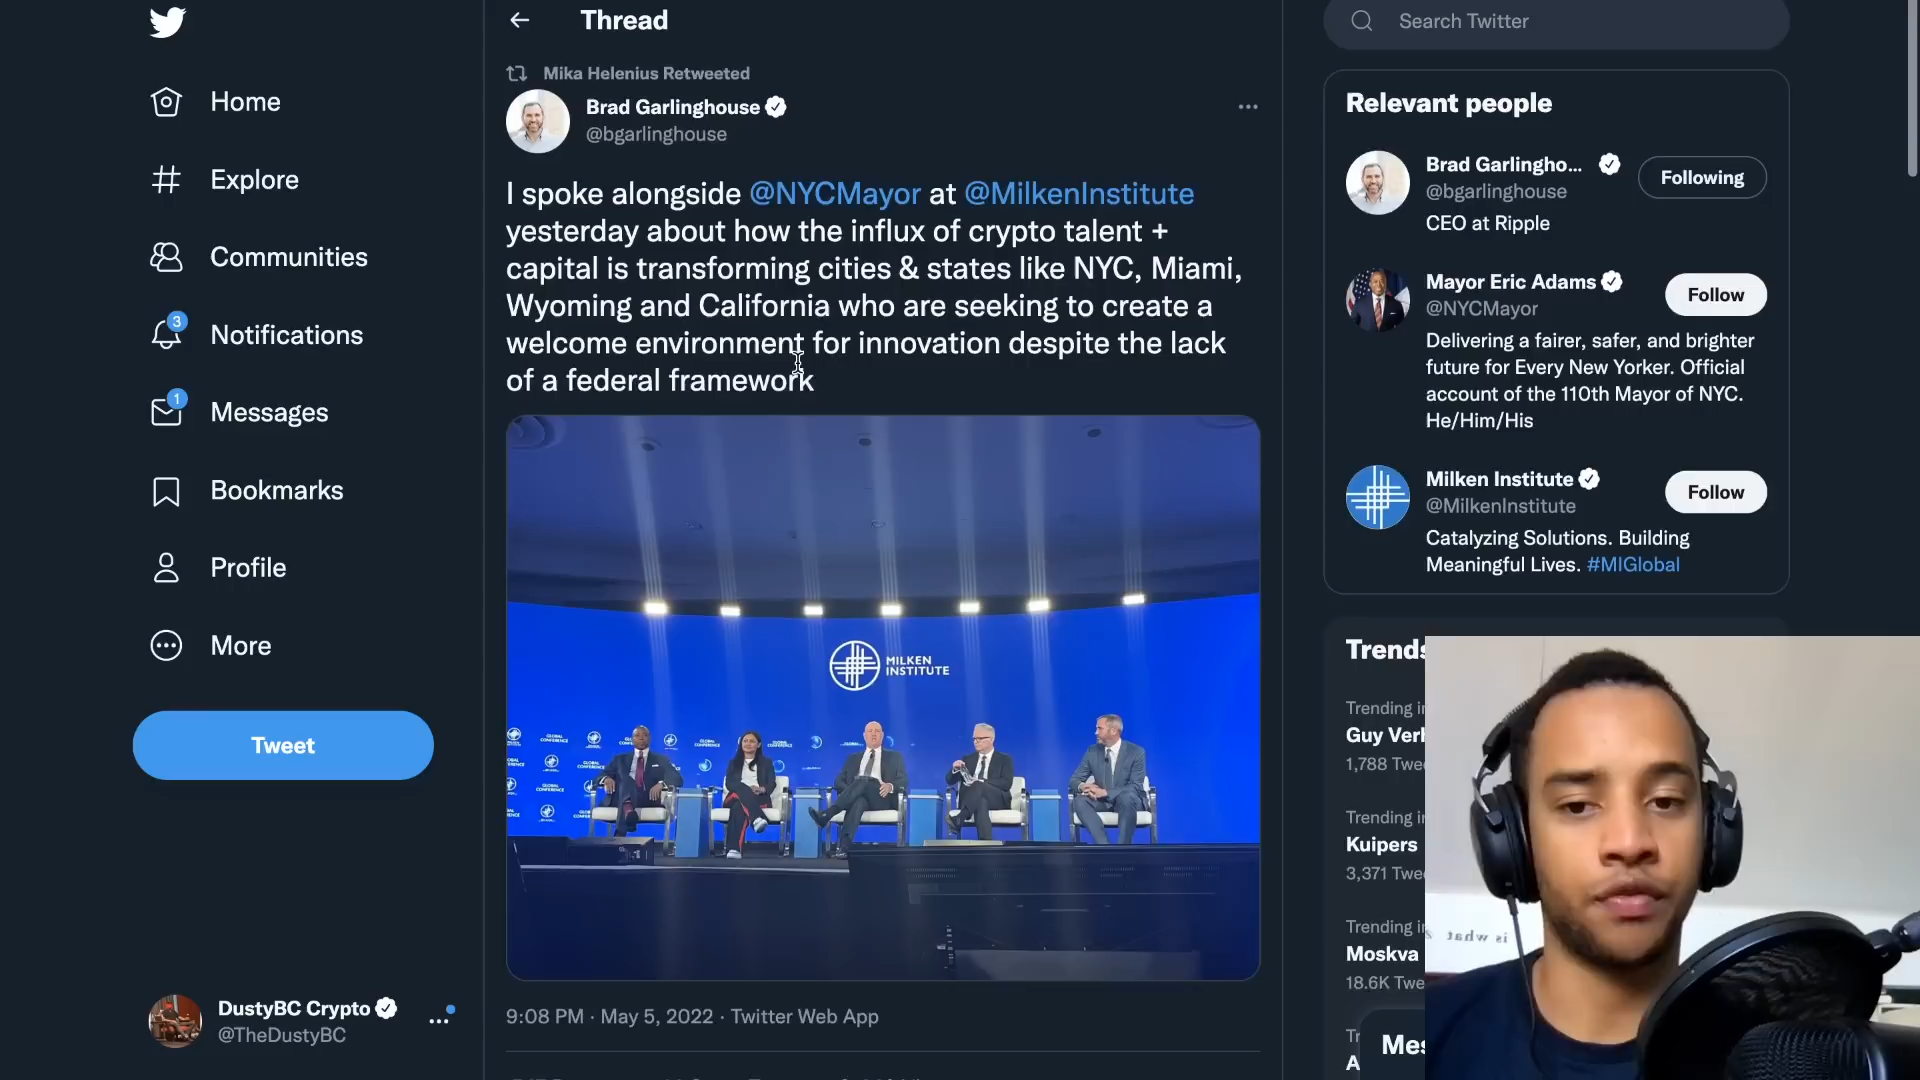 Home
Explore
Communities
3
Notifications
1
Messages
Bookmarks
Profile
More
Tweet
DustyBC Crypto
@TheDustyBC
Thread
Mika Helenius Retweeted
Brad Garlinghouse
@bgarlinghouse
I spoke alongside @NYCMayor at @MilkenInstitute
yesterday about how the influx of crypto talent +
capital is transforming cities & states like NYC, Miami,
Wyoming and California who are seeking to create a
welcome environment for innovation despite the lack
of a federal framework
MILKEN
INSTITUTE
9:08 PM · May 5, 2022 · Twitter Web App
Search Twitter
Relevant people
Brad Garlingho...
Following
@bgarlinghouse
CEO at Ripple
Mayor Eric Adams
Follow
@NYCMayor
Delivering a fairer, safer, and brighter
future for Every New Yorker. Official
account of the 110th Mayor of NYC.
He/Him/His
Milken Institute
Follow
@MilkenInstitute
Catalyzing Solutions. Building
Meaningful Lives. #MIGlobal
Trends
Trending in
Guy Verl
1,788 Twe
Trending in
Kuipers
3,371 Twe
Trending in
Moskva
18.6K Twe
Tr
A
Mes
is what